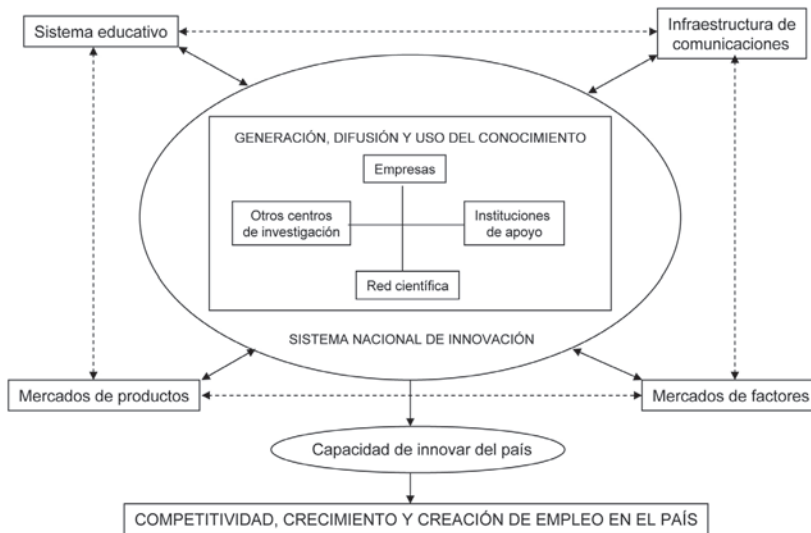 Sistema educativo
Infraestructura de
comunicaciones
GENERACIÓN, DIFUSIÓN Y USO DEL CONOCIMIENTO
Empresas
Otros centros
de investigación
Instituciones
de apoyo
Red científica
SISTEMA NACIONAL DE INNOVACIÓN
Mercados de productos
Mercados de factores
Capacidad de innovar del país
COMPETITIVIDAD, CRECIMIENTO Y CREACIÓN DE EMPLEO EN EL PAÍS